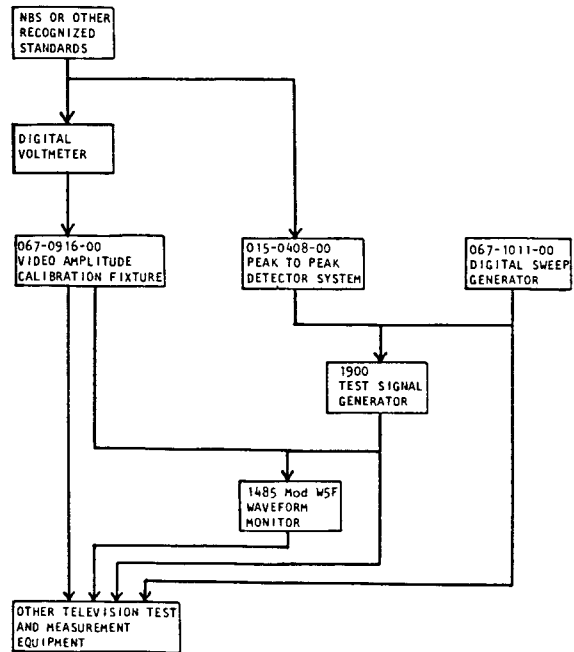 NBS OR OTHER
RECOGNIZED
STANDARDS
DIGITAL
VOLTMETER
067-0916-00
VIDEO AMPLITUDE
CALIBRATION FIXTURE
015-0408-00
PEAK TO PEAK
DETECTOR SYSTEM
067-1011-00
DIGITAL SWEEP
GENERATOR
1900
TEST SIGNAL
GENERATOR
1485 Mod W5F
WAVEFORM
MONITOR
OTHER TELEVISION TEST
AND MEASUREMENT
EQUIPMENT